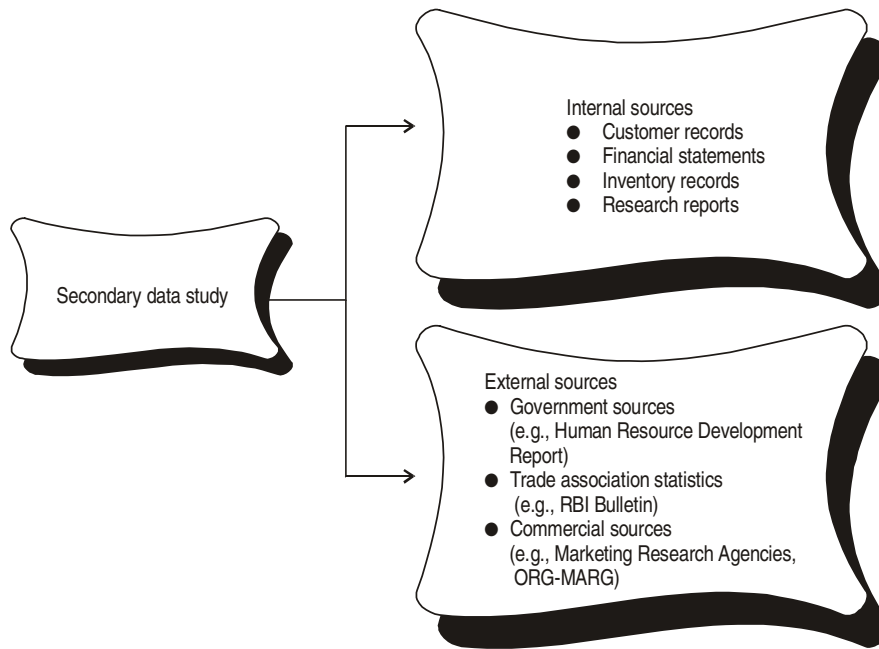 Secondary data study
Internal sources
● Customer records
● Financial statements
● Inventory records
● Research reports
External sources
● Government sources
(e.g., Human Resource Development
Report)
● Trade association statistics
(e.g., RBI Bulletin)
● Commercial sources
(e.g., Marketing Research Agencies,
ORG-MARG)